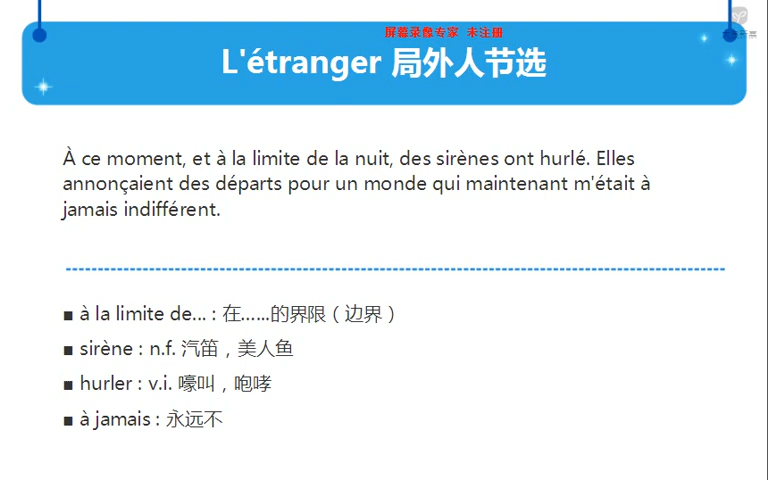 屏幕录像专家 未注册
L'étranger 局外人节选
À ce moment, et à la limite de la nuit, des sirènes ont hurlé. Elles
annonçaient des départs pour un monde qui maintenant m'était à
jamais indifférent.
■ à la limite de... : 在……的界限（边界）
■ sirène : n.f. 汽笛，美人鱼
■ hurler : v.i. 嚎叫，咆哮
■ à jamais : 永远不